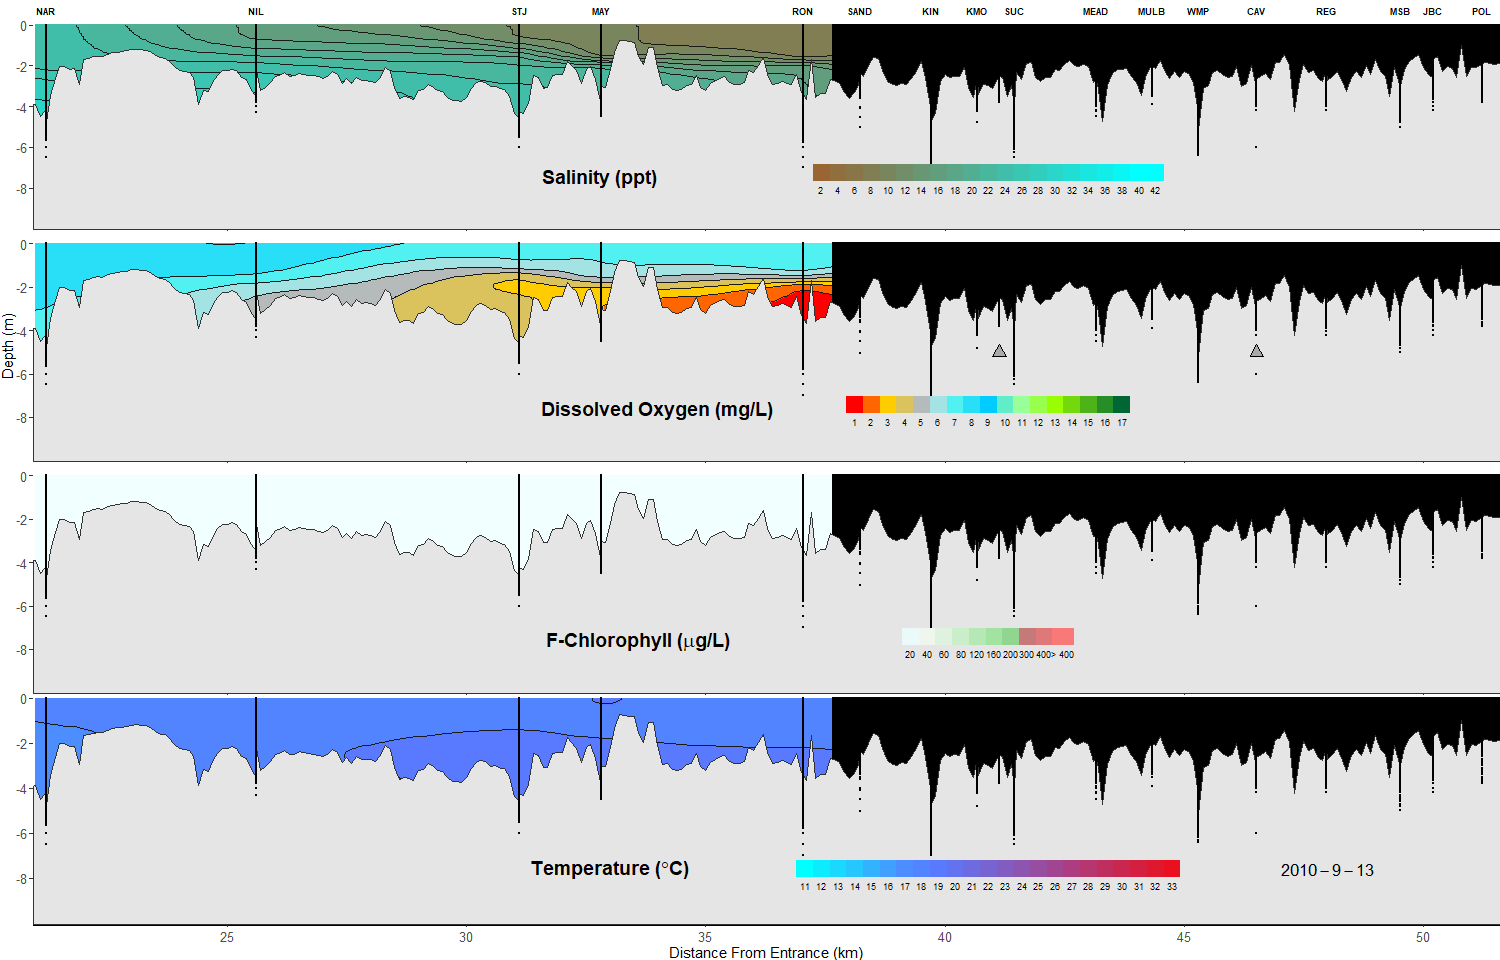 NAR NIL STJ MAY RON SAND KIN KMO SUC MEAD MULB WMP CAV REG MSB JBC POL
0
-2
-4
-6
-8
Salinity (ppt)
2 4 6 8 10 12 14 16 18 20 22 24 26 28 30 32 34 36 38 40 42
0
-2
-4
-6
-8
Depth (m)
Dissolved Oxygen (mg/L)
1 2 3 4 5 6 7 8 9 10 11 12 13 14 15 16 17
0
-2
-4
-6
-8
F-Chlorophyll (μg/L)
20 40 60 80 120 160 200 300 400> 400
0
-2
-4
-6
-8
Temperature (°C)
11 12 13 14 15 16 17 18 19 20 21 22 23 24 25 26 27 28 29 30 31 32 33
2010 – 9 – 13
25 30 35 40 45 50
Distance From Entrance (km)